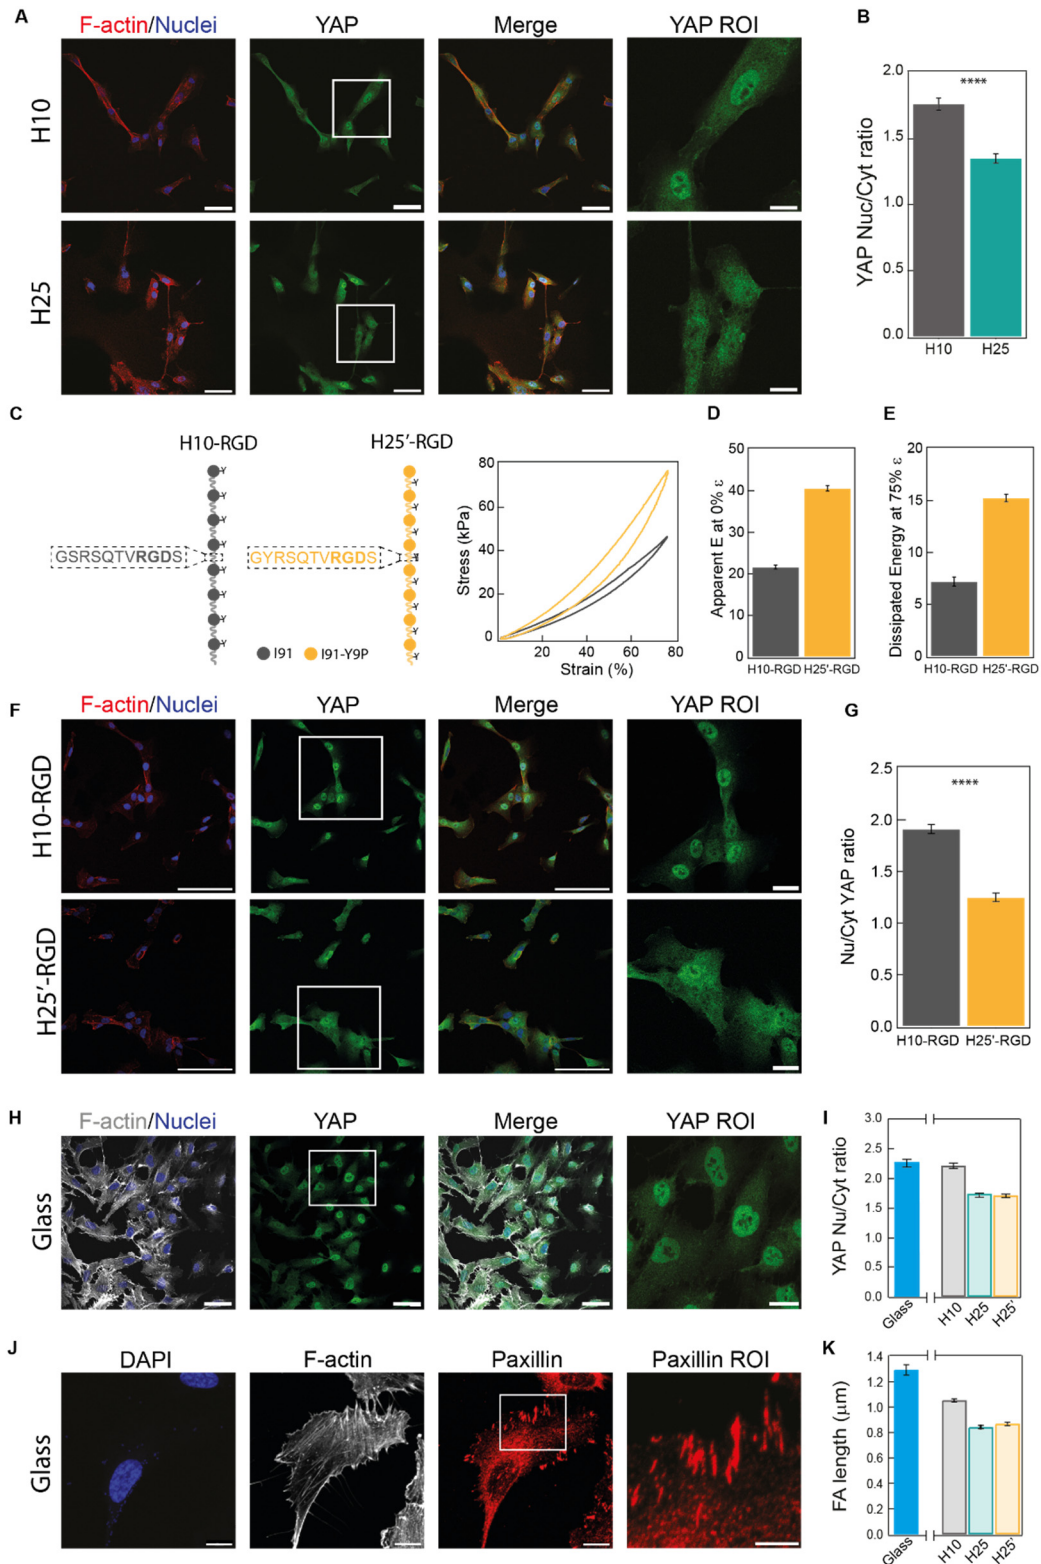 A
F-actin/Nuclei
YAP
Merge
YAP ROI
H10
H25
B
YAP Nuc/Cyt ratio
2.0
1.5
1.0
0.5
0.0
****
H10
H25
C
H10-RGD
H25′-RGD
Y
Y
Y
Y
Y
Y
Y
Y
Y
Y
Y
Y
Y
Y
GSRSQTVRGDS
GYRSQTVRGDS
I91
I91-Y9P
Stress (kPa)
80
60
40
20
0
20
40
60
80
Strain (%)
D
Apparent E at 0% ε
50
40
30
20
10
0
H10-RGD
H25'-RGD
E
Dissipated Energy at 75% ε
20
15
10
5
0
H10-RGD
H25'-RGD
F
F-actin/Nuclei
YAP
Merge
YAP ROI
H10-RGD
H25′-RGD
G
Nu/Cyt YAP ratio
2.5
2.0
1.5
1.0
0.5
0.0
****
H10-RGD
H25'-RGD
H
F-actin/Nuclei
YAP
Merge
YAP ROI
Glass
I
YAP Nu/Cyt ratio
3.0
2.5
2.0
1.5
1.0
0.5
0.0
Glass
H10
H25
H25'
J
DAPI
F-actin
Paxillin
Paxillin ROI
Glass
K
FA length (μm)
1.4
1.2
1.0
0.8
0.6
0.4
0.2
0.0
Glass
H10
H25
H25'